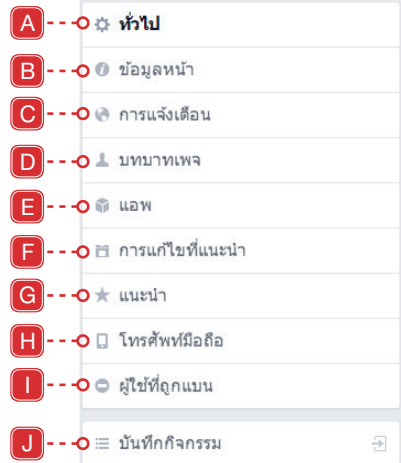 A ทั่วไป
B ข้อมูลหน้า
C การแจ้งเตือน
D บทบาทเพจ
E แอพ
F การแก้ไขที่แนะนำ
G แนะนำ
H โทรศัพท์มือถือ
I ผู้ใช้ที่ถูกแบน
J บันทึกกิจกรรม